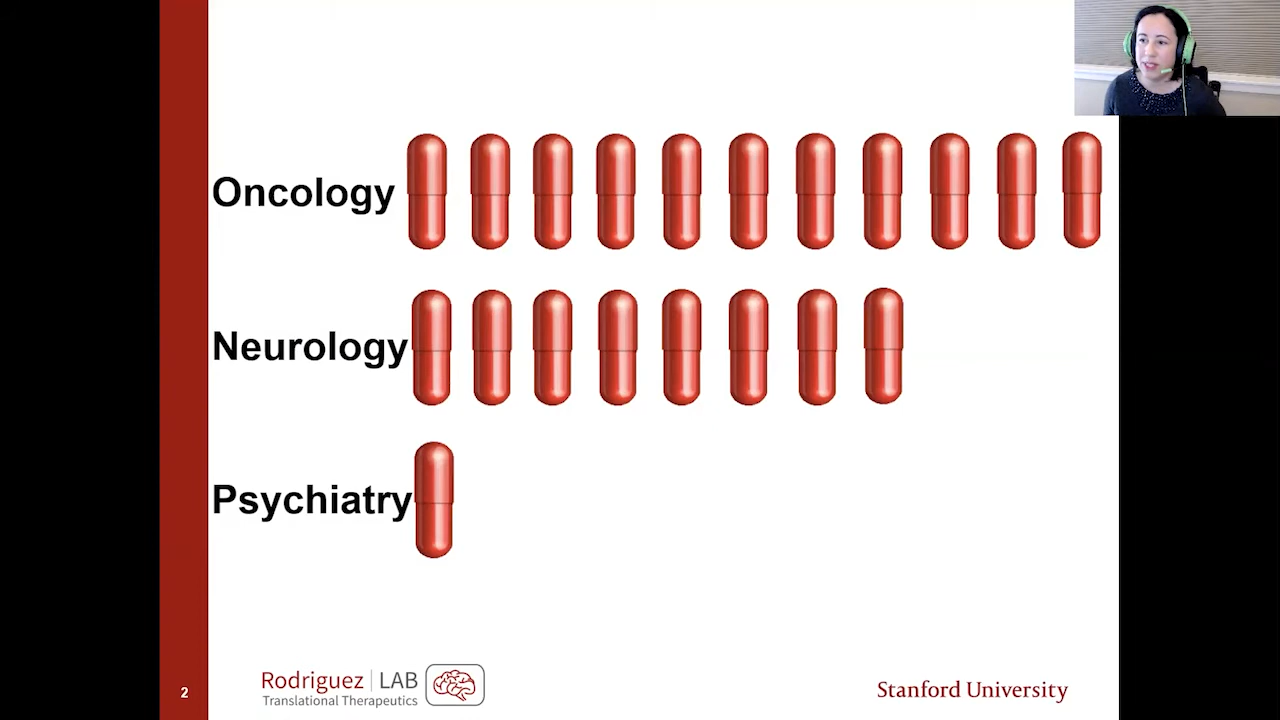 Oncology
Neurology
Psychiatry
2
Rodriguez | LAB
Translational Therapeutics
Stanford University